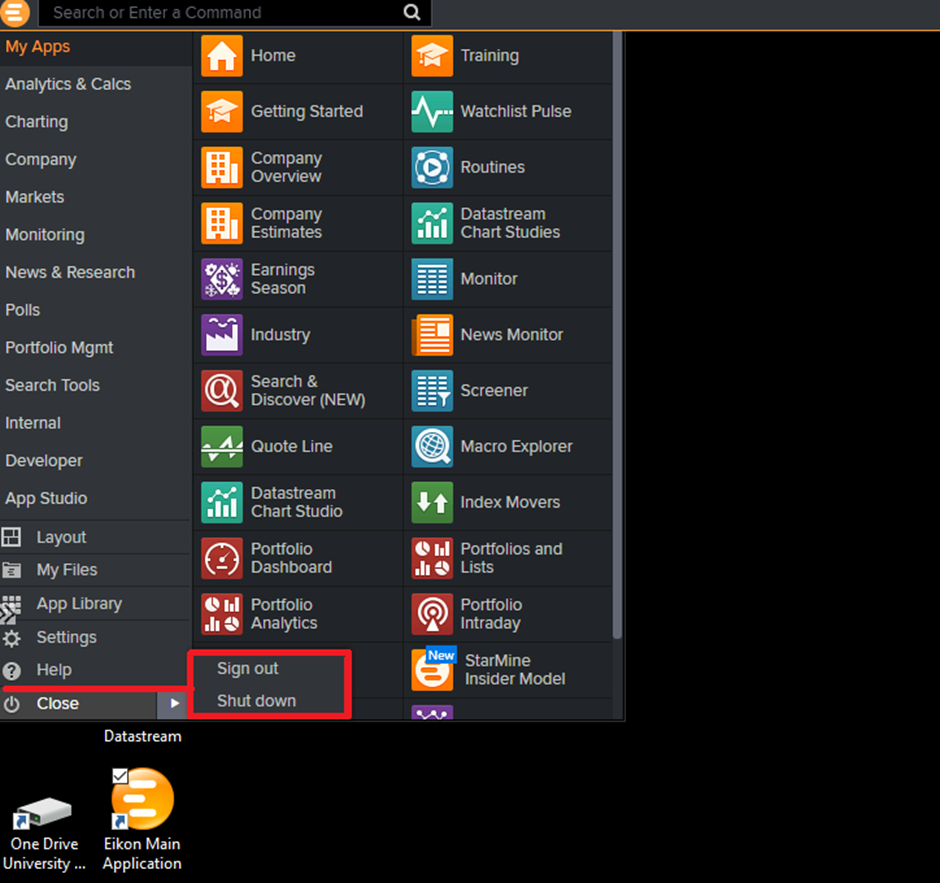 Search or Enter a Command
My Apps
Analytics & Calcs
Charting
Company
Markets
Monitoring
News & Research
Polls
Portfolio Mgmt
Search Tools
Internal
Developer
App Studio
Layout
My Files
App Library
Settings
Help
Close
Home
Training
Getting Started
Watchlist Pulse
Company
Overview
Routines
Company
Estimates
Datastream
Chart Studies
Earnings
Season
Monitor
Industry
News Monitor
Search &
Discover (NEW)
Screener
Quote Line
Macro Explorer
Datastream
Chart Studio
Index Movers
Portfolio
Dashboard
Portfolios and
Lists
Portfolio
Analytics
Portfolio
Intraday
Sign out
Shut down
New
StarMine
Insider Model
Datastream
One Drive
University ...
Eikon Main
Application